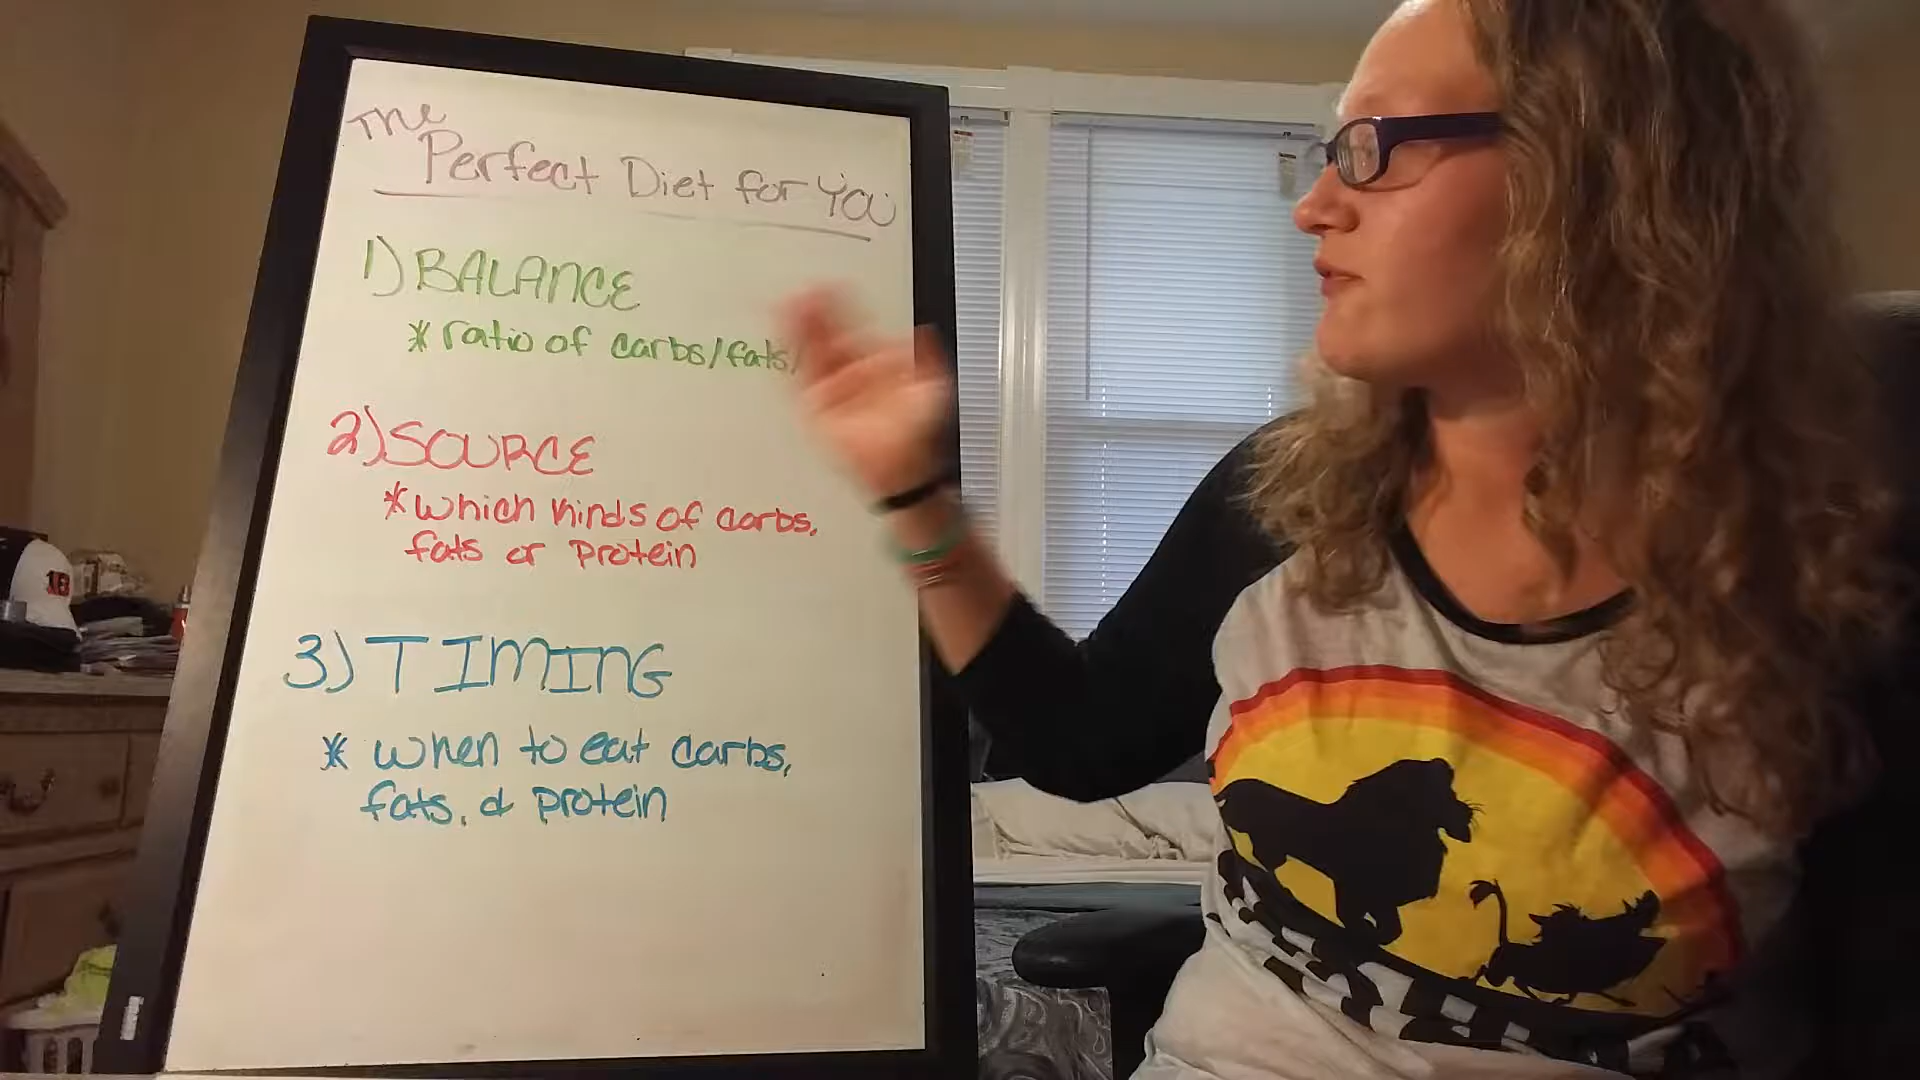 The
Perfect Diet for You
1) BALANCE
* ratio of carbs/fats/
2) SOURCE
* which kinds of carbs,
fats or protein
3) TIMING
* when to eat carbs,
fats, & protein